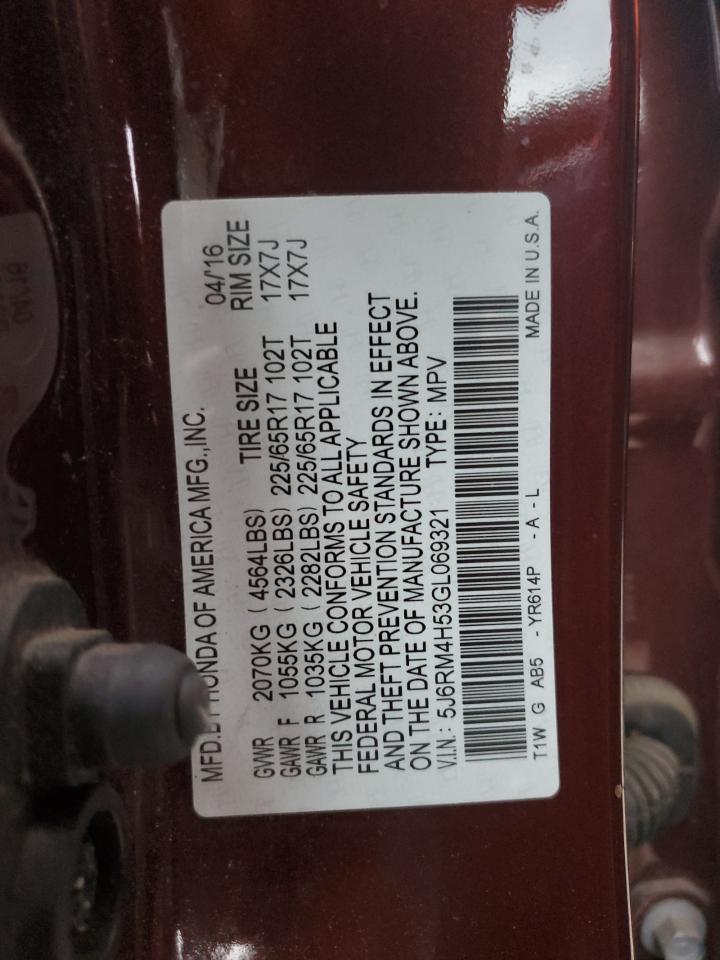 MFD. BY HONDA OF AMERICA MFG., INC. 04/'16
GVWR 2070KG ( 4564LBS) TIRE SIZE RIM SIZE
GAWR F 1055KG ( 2326LBS) 225/65R17 102T 17X7J
GAWR R 1035KG ( 2282LBS) 225/65R17 102T 17X7J
THIS VEHICLE CONFORMS TO ALL APPLICABLE
FEDERAL MOTOR VEHICLE SAFETY
AND THEFT PREVENTION STANDARDS IN EFFECT
ON THE DATE OF MANUFACTURE SHOWN ABOVE.
V.I.N.: 5J6RM4H53GL069321 TYPE: MPV
T1W G AB5 - YR614P - A - L MADE IN U.S.A.